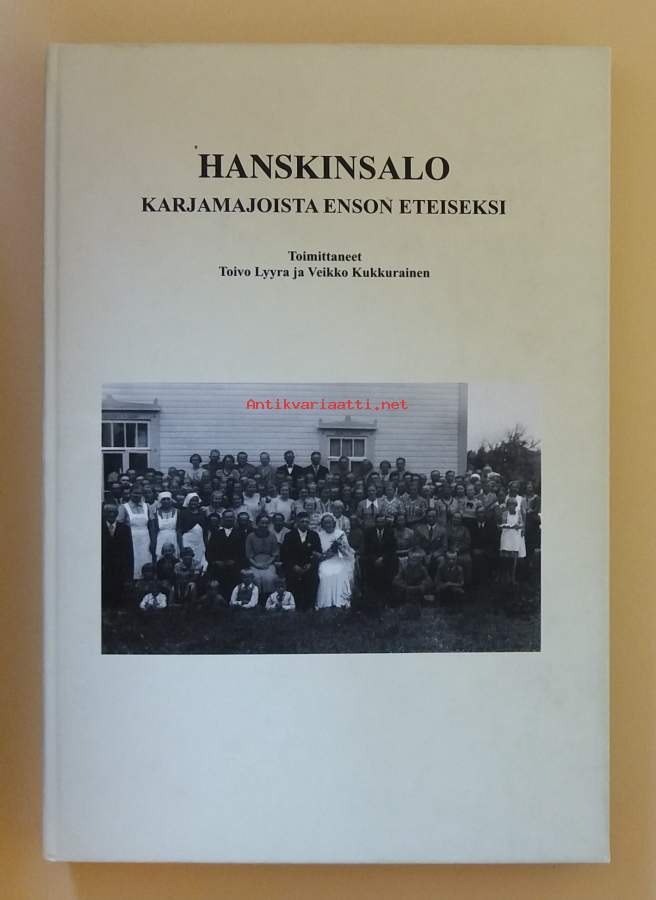 HANSKINSALO
KARJAMAJOISTA ENSON ETEISEKSI
Toimittaneet
Toivo Lyyra ja Veikko Kukkurainen
Antikvariaatti.net